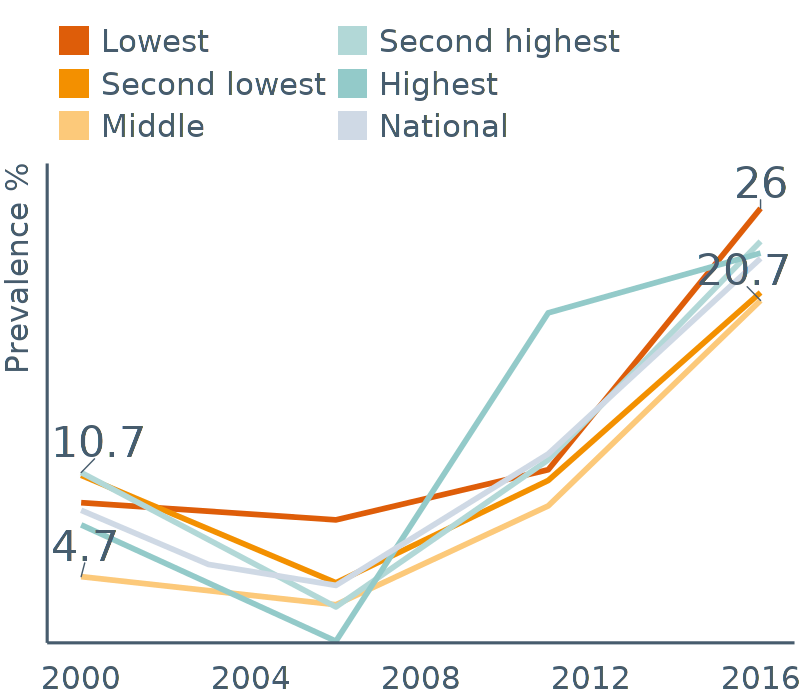 Lowest
Second lowest
Middle
Second highest
Highest
National
Prevalence %
26
20.7
10.7
4.7
2000 2004 2008 2012 2016